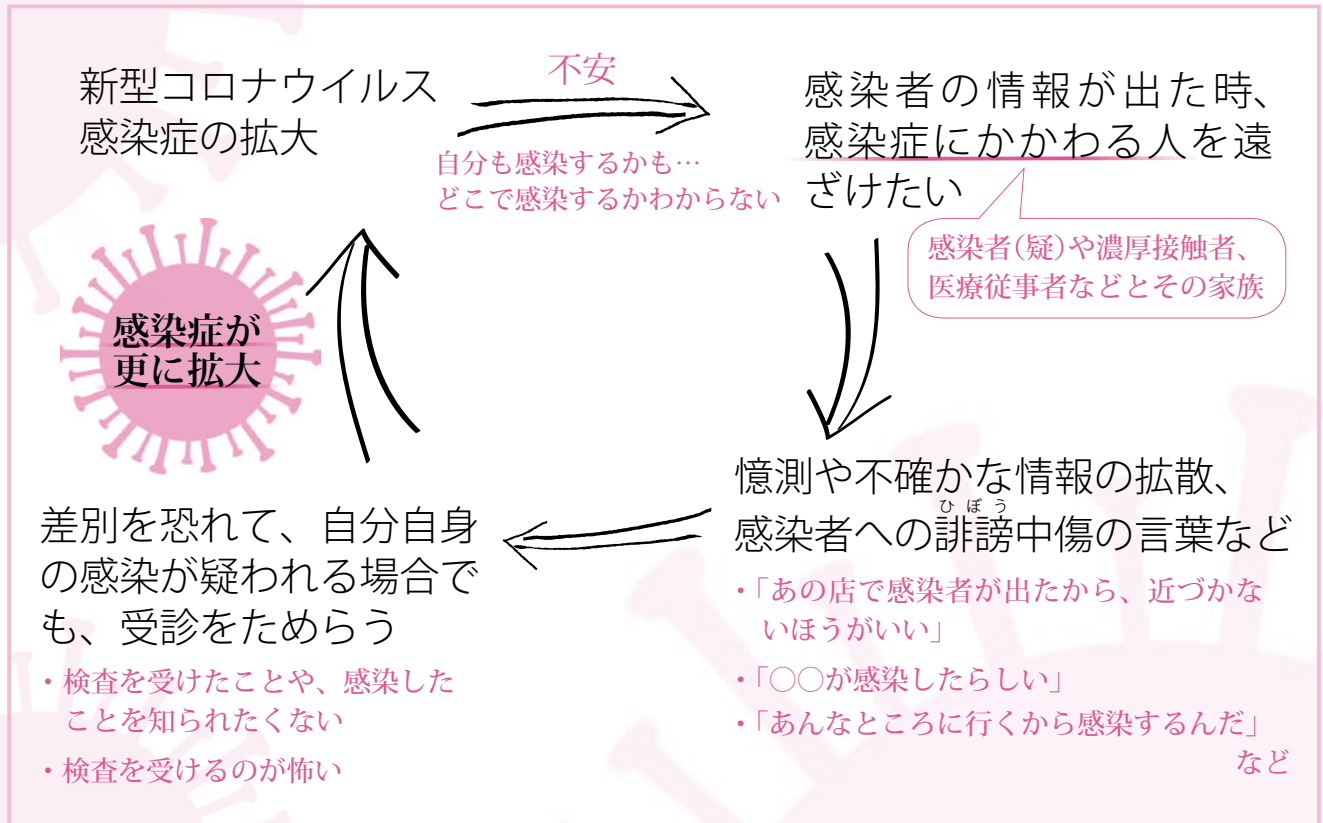 新型コロナウイルス
感染症の拡大
不安
自分も感染するかも…
どこで感染するかわからない
感染者の情報が出た時、
感染症にかかわる人を遠
ざけたい
感染者(疑)や濃厚接触者、
医療従事者などとその家族
憶測や不確かな情報の拡散、
ひぼう
感染者への誹謗中傷の言葉など
・「あの店で感染者が出たから、近づかな
いほうがいい」
・「○○が感染したらしい」
・「あんなところに行くから感染するんだ」
など
差別を恐れて、自分自身
の感染が疑われる場合で
も、受診をためらう
・検査を受けたことや、感染した
ことを知られたくない
・検査を受けるのが怖い
感染症が
更に拡大